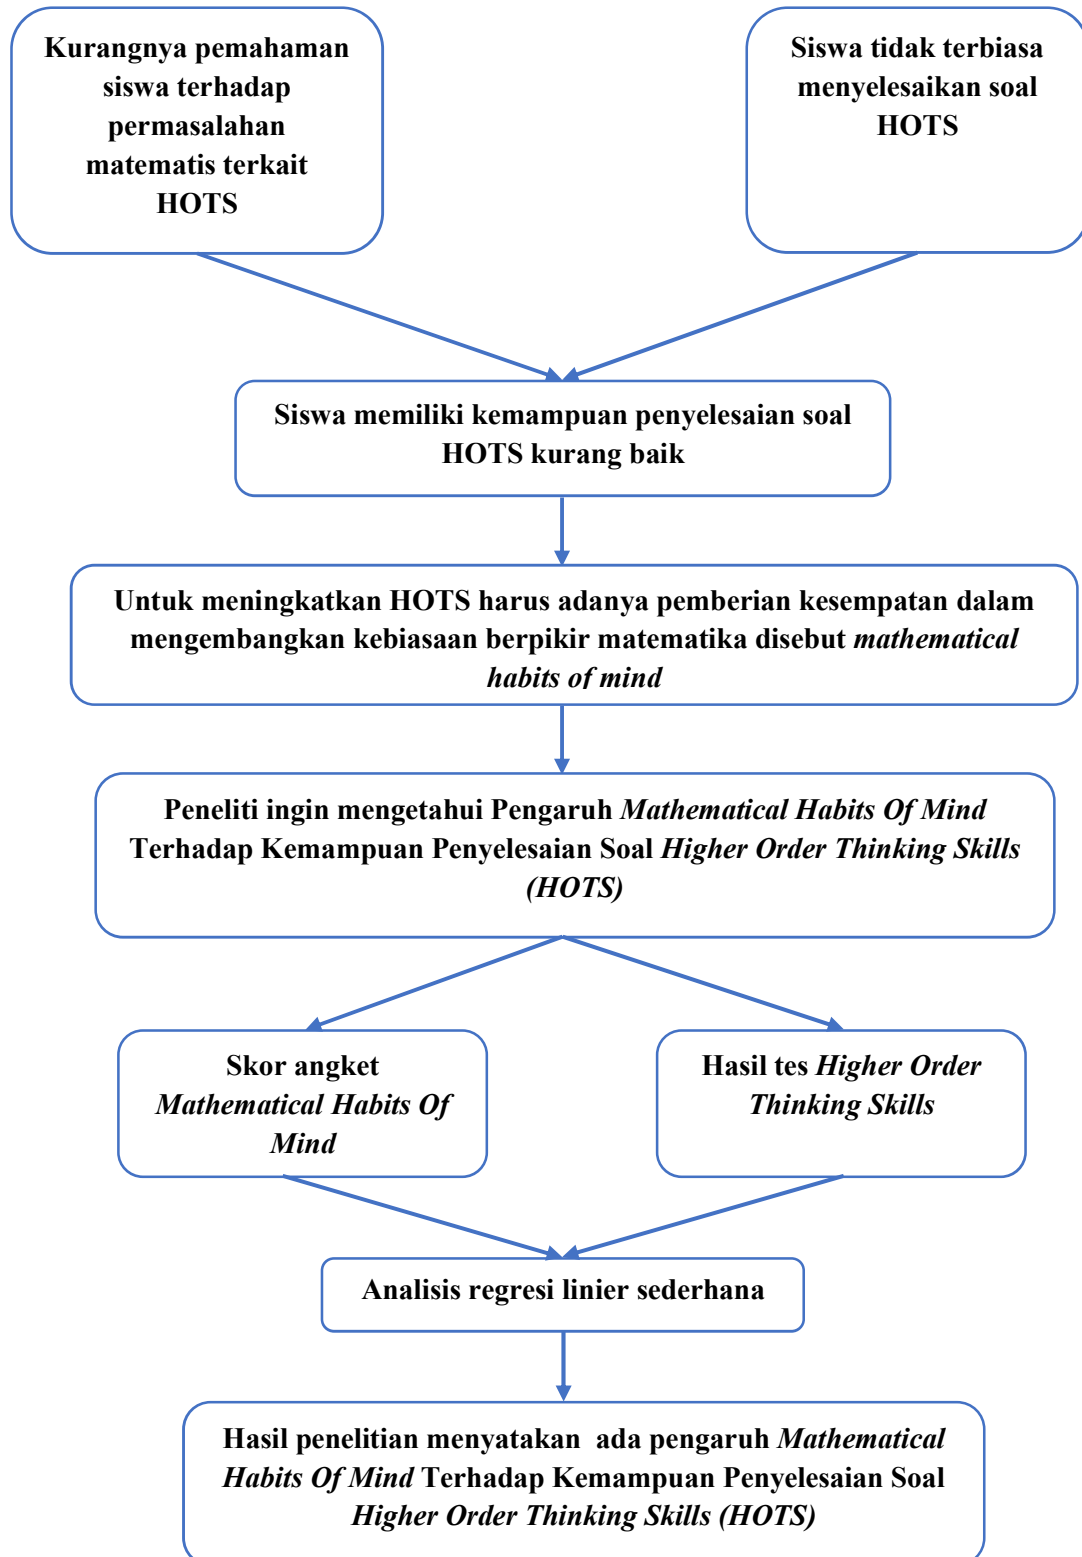 Kurangnya pemahaman
siswa terhadap
permasalahan
matematis terkait
HOTS
Siswa tidak terbiasa
menyelesaikan soal
HOTS
Siswa memiliki kemampuan penyelesaian soal
HOTS kurang baik
Untuk meningkatkan HOTS harus adanya pemberian kesempatan dalam
mengembangkan kebiasaan berpikir matematika disebut mathematical
habits of mind
Peneliti ingin mengetahui Pengaruh Mathematical Habits Of Mind
Terhadap Kemampuan Penyelesaian Soal Higher Order Thinking Skills
(HOTS)
Skor angket
Mathematical Habits Of
Mind
Hasil tes Higher Order
Thinking Skills
Analisis regresi linier sederhana
Hasil penelitian menyatakan  ada pengaruh Mathematical
Habits Of Mind Terhadap Kemampuan Penyelesaian Soal
Higher Order Thinking Skills (HOTS)